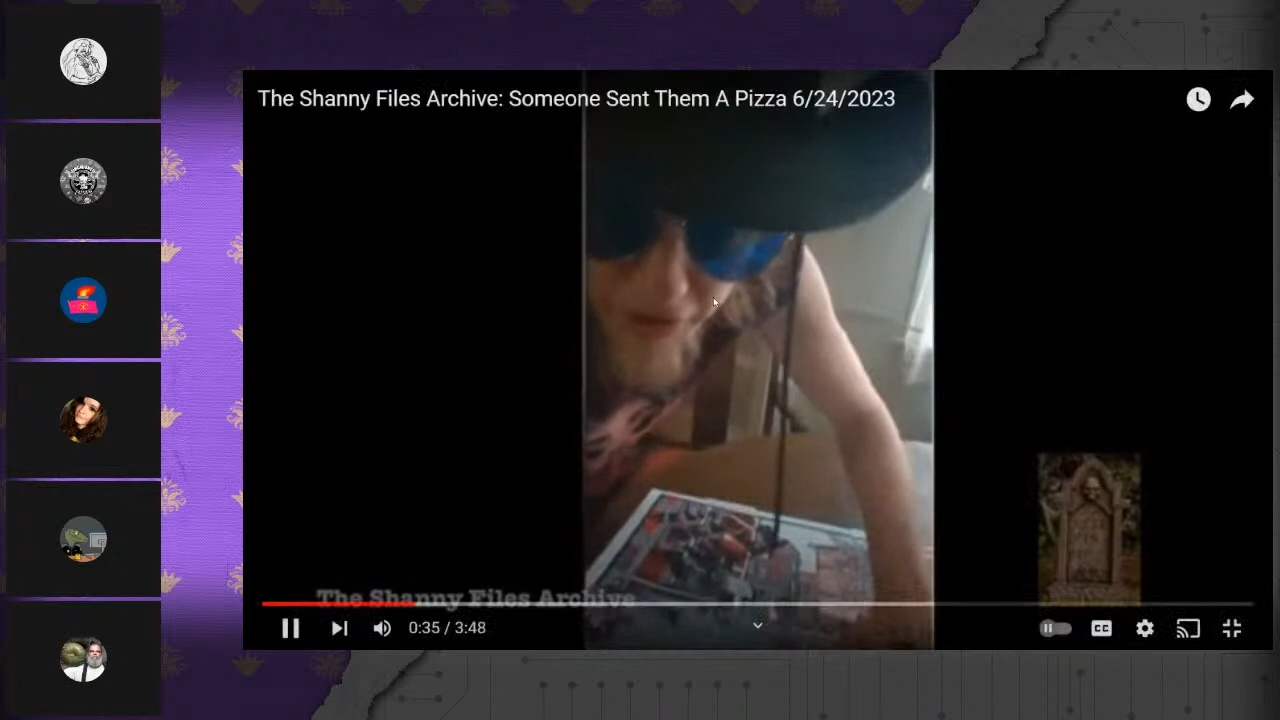 The Shanny Files Archive: Someone Sent Them A Pizza 6/24/2023
The Shanny Files Archive
0:35 / 3:48
CC